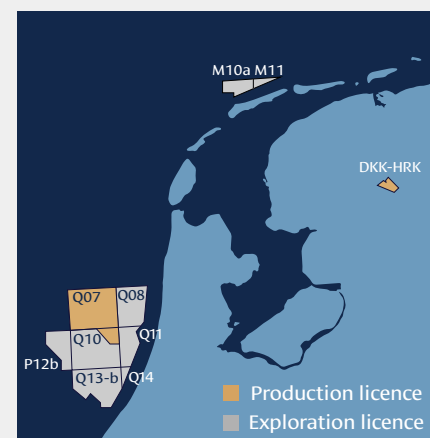 M10a M11
DKK-HRK
Q07 Q08
Q10 Q11
P12b
Q13-b Q14
Production licence
Exploration licence